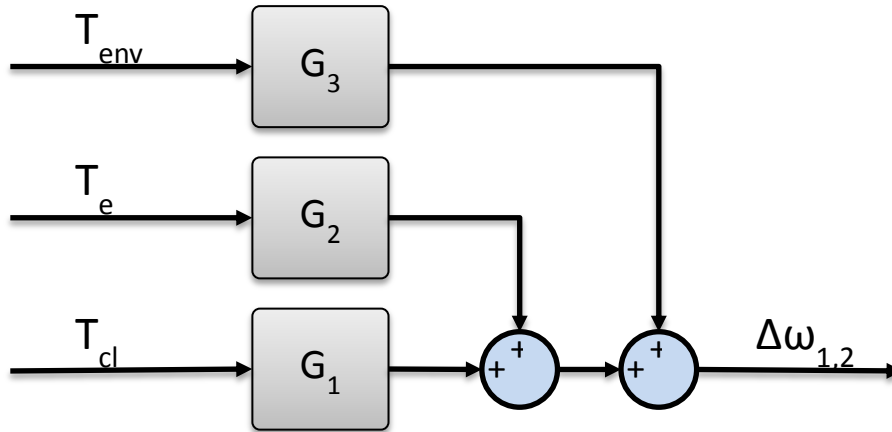 T_env
G_3
T_e
G_2
T_cl
G_1
+
+
+
+
Δω_1,2